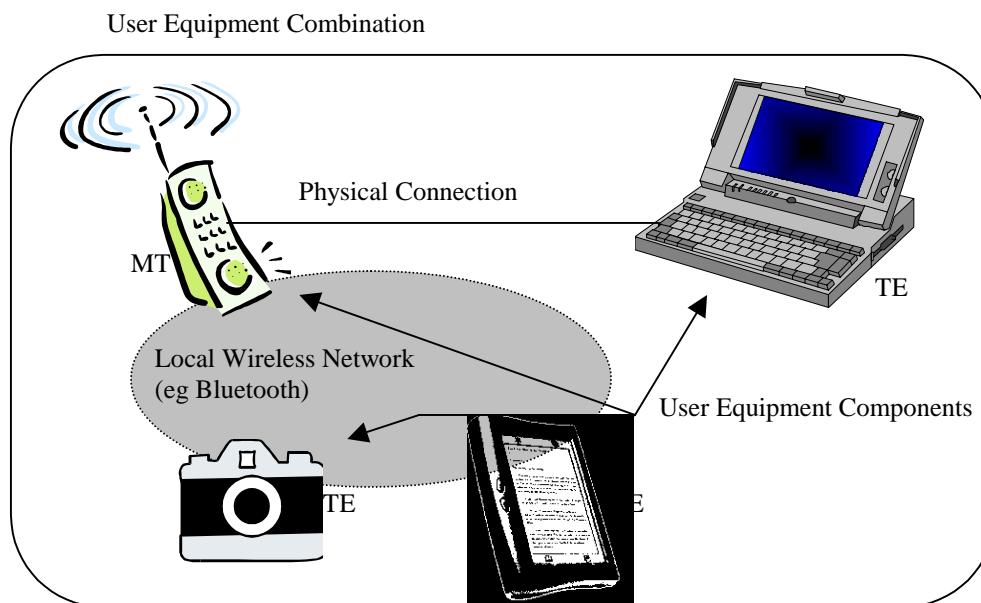 User Equipment Combination
Physical Connection
MT
TE
Local Wireless Network
(eg Bluetooth)
User Equipment Components
TE
E